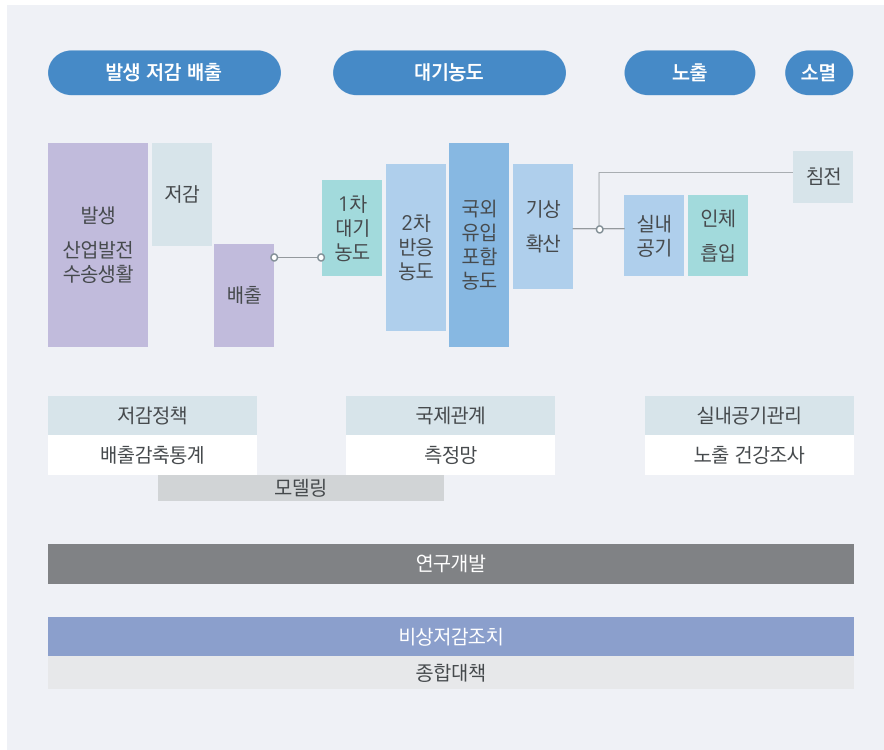 발생 저감 배출
대기농도
노출
소멸
발생
산업발전
수송생활
저감
배출
1차
대기
농도
2차
반응
농도
국외
유입
포함
농도
기상
확산
실내
공기
인체
흡입
침전
저감정책
배출감축통계
국제관계
측정망
실내공기관리
노출 건강조사
모델링
연구개발
비상저감조치
종합대책